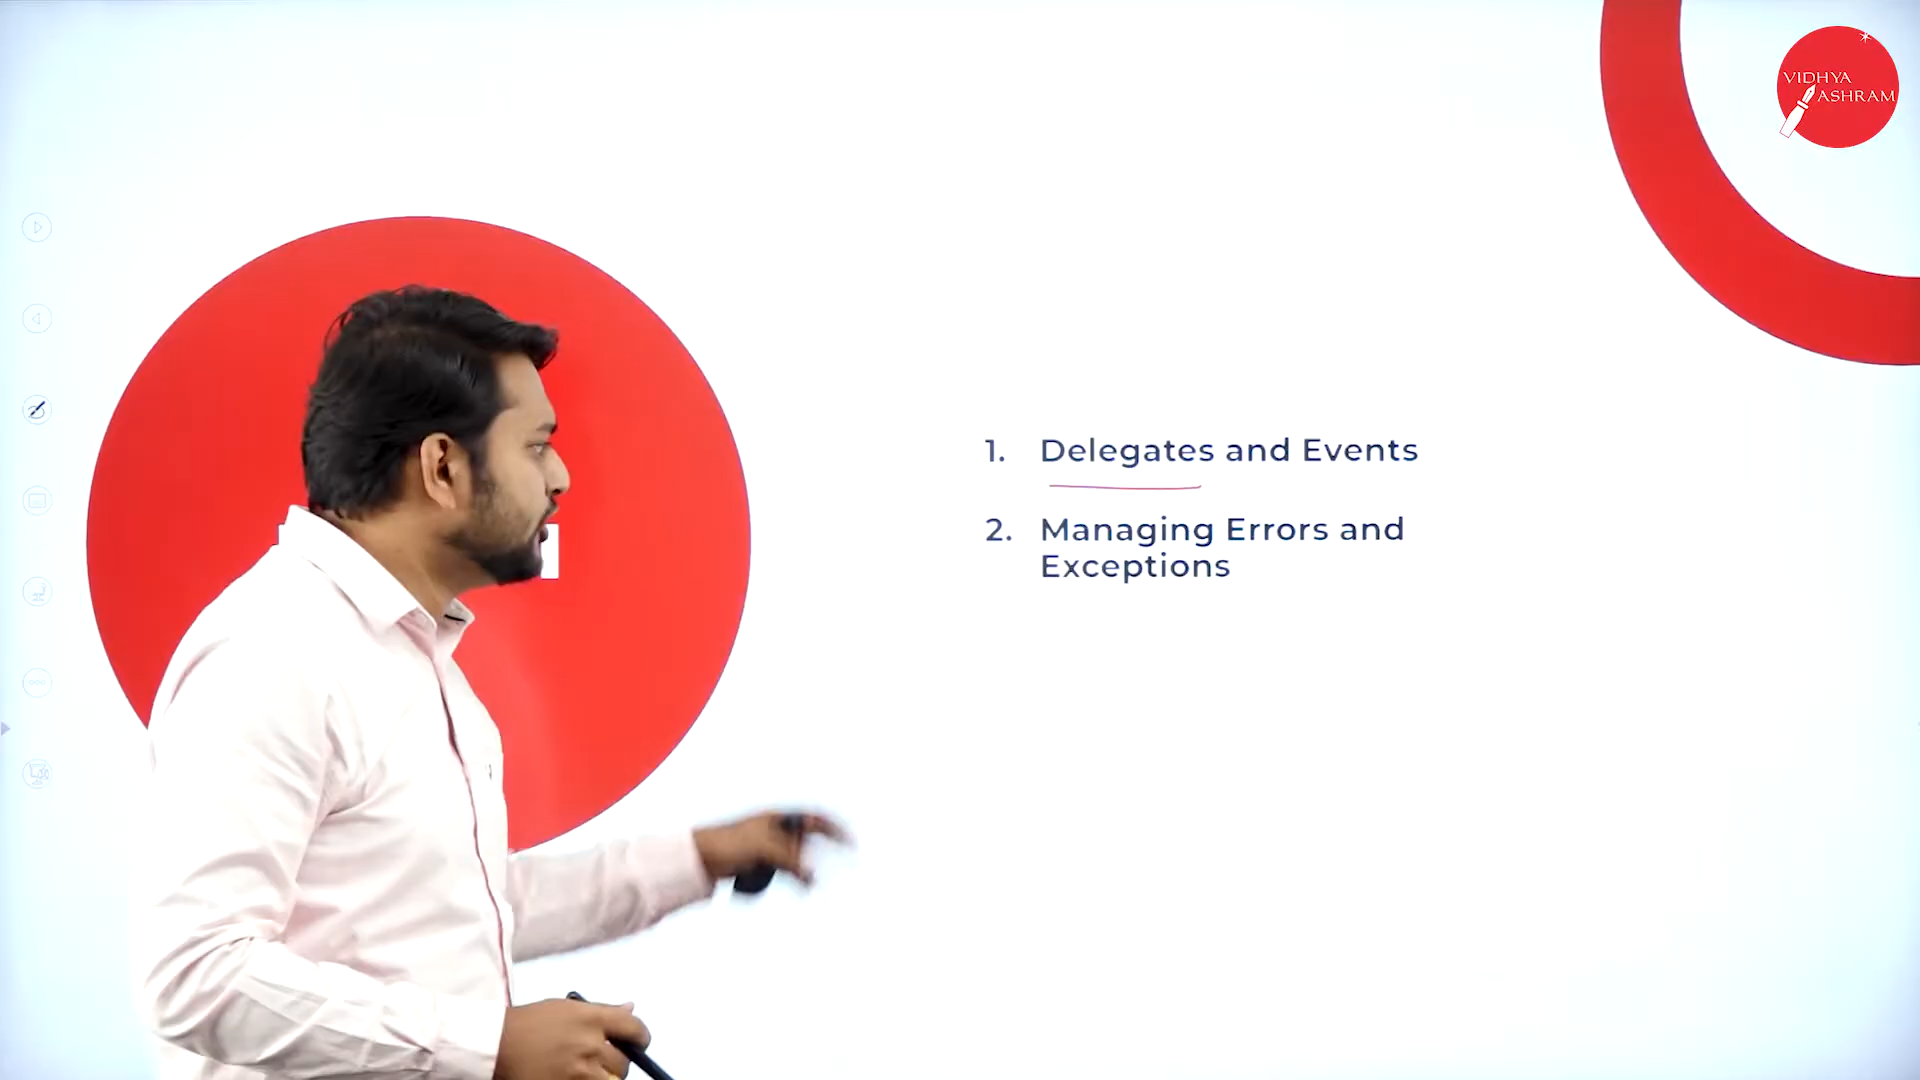 VIDHYA
ASHRAM
1. Delegates and Events
2. Managing Errors and
Exceptions